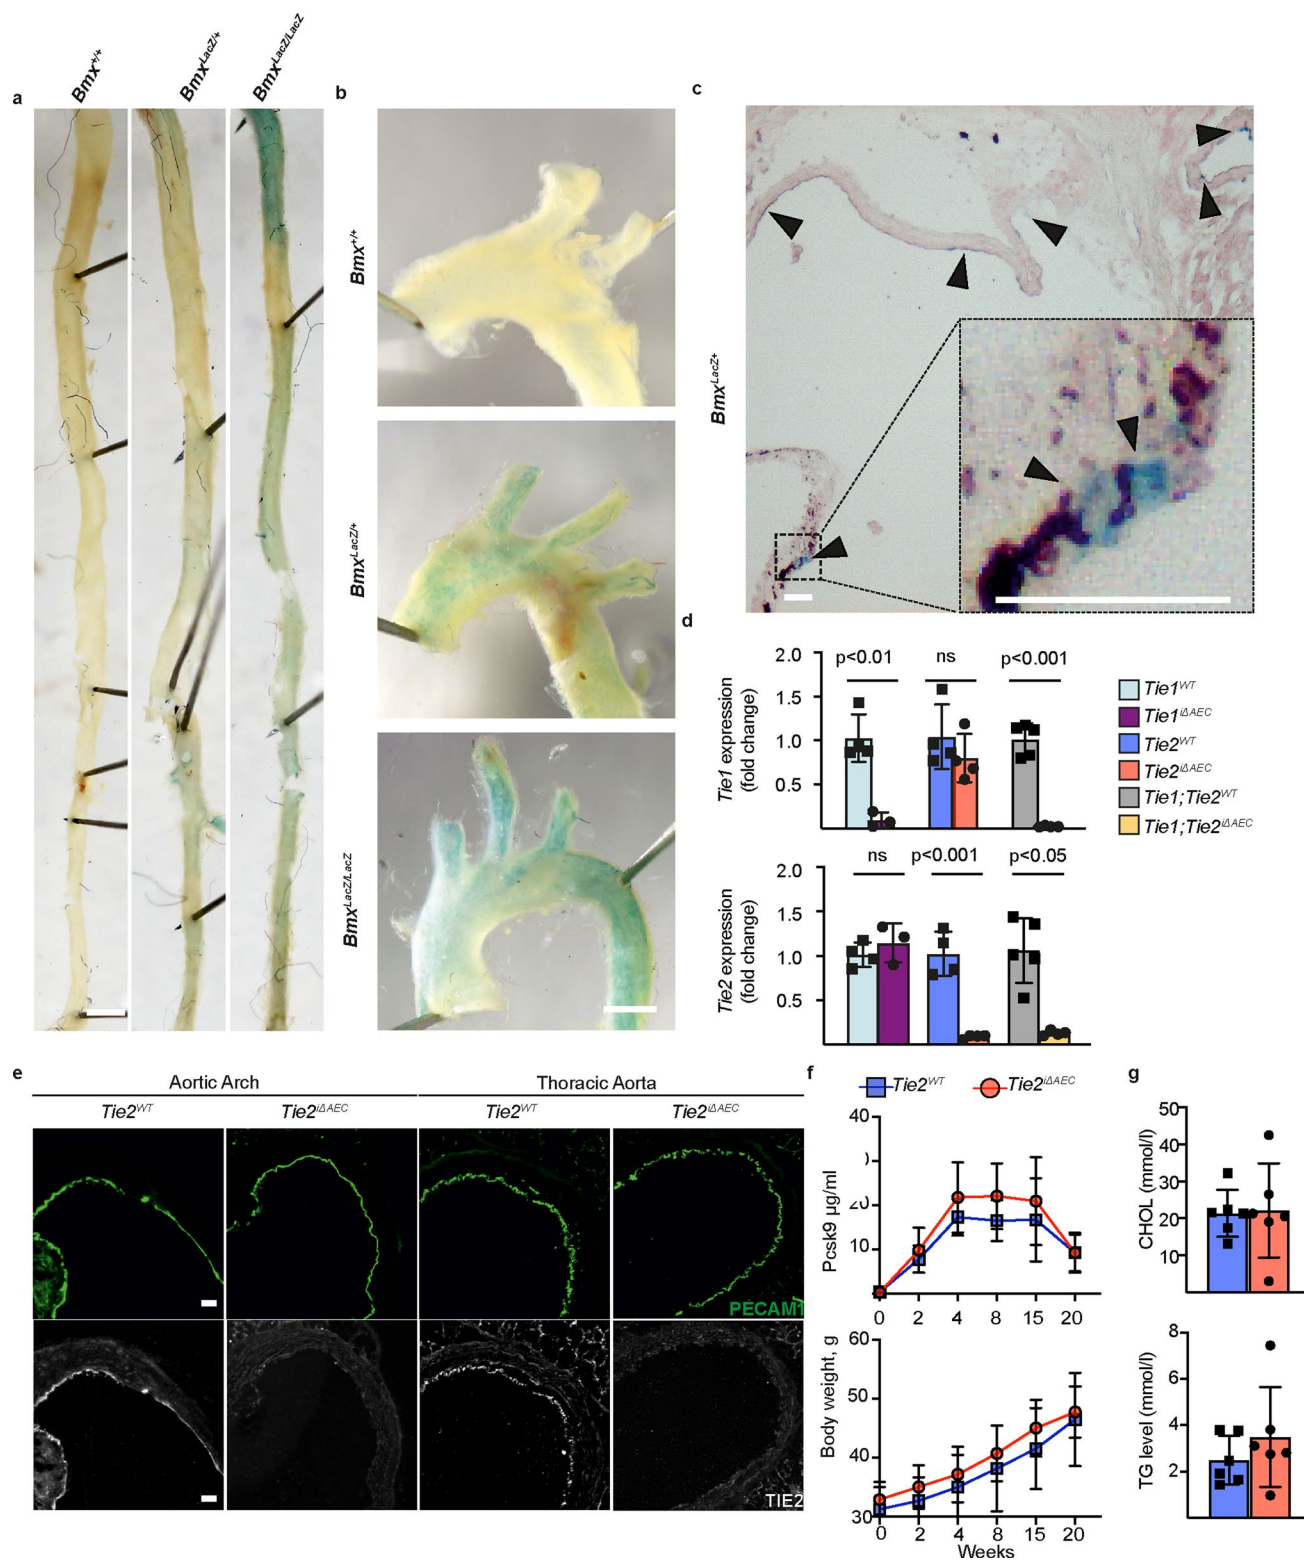 a
Bmx+/+
BmxLacZ/+
BmxLacZ/LacZ
b
Bmx+/+
BmxLacZ/+
BmxLacZ/LacZ
c
BmxLacZ+
d
Tie1 expression
(fold change)
2.0
1.5
1.0
0.5
p<0.01
ns
p<0.001
Tie1WT
Tie1iΔAEC
Tie2WT
Tie2iΔAEC
Tie1;Tie2WT
Tie1;Tie2iΔAEC
Tie2 expression
(fold change)
2.0
1.5
1.0
0.5
ns
p<0.001
p<0.05
e
Aortic Arch
Thoracic Aorta
Tie2WT
Tie2iΔAEC
Tie2WT
Tie2iΔAEC
PECAM1
TIE2
f
Tie2WT
Tie2iΔAEC
Pcsk9 µg/ml
40
20
10
0 2 4 8 15 20
Body weight, g
60
50
40
30
0 2 4 8 15 20
Weeks
g
CHOL (mmol/l)
50
40
30
20
10
TG level (mmol/l)
8
6
4
2